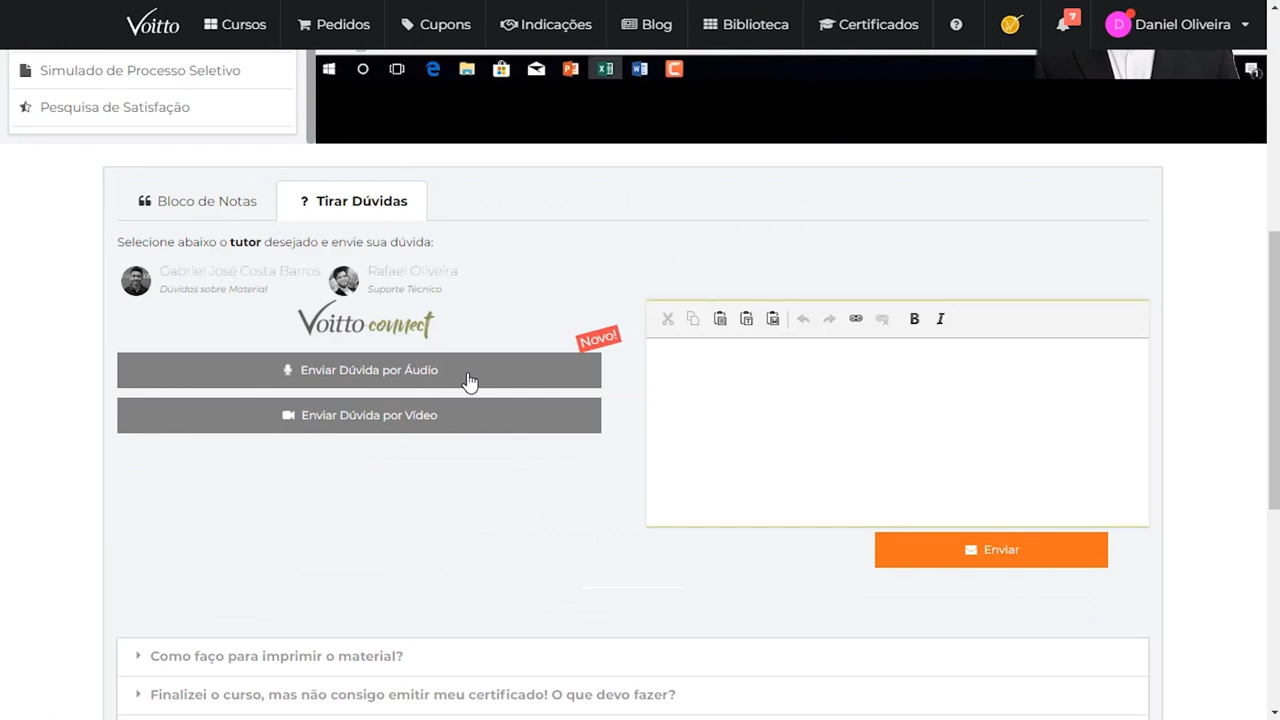 Voitto Cursos Pedidos Cupons Indicações Blog Biblioteca Certificados ? 7 D Daniel Oliveira
Simulado de Processo Seletivo
Pesquisa de Satisfação
Bloco de Notas ? Tirar Dúvidas
Selecione abaixo o tutor desejado e envie sua dúvida:
Gabriel José Costa Barros Rafael Oliveira
Dúvidas sobre Material Suporte Técnico
Voitto connect
Novo!
B I
Enviar Dúvida por Áudio
Enviar Dúvida por Vídeo
Enviar
Como faço para imprimir o material?
Finalizei o curso, mas não consigo emitir meu certificado! O que devo fazer?